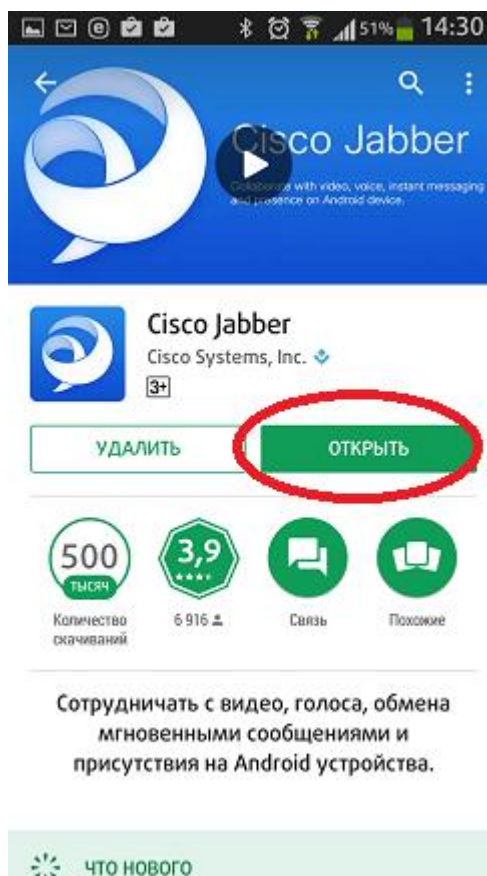 51% 14:30
Cisco Jabber
Collaborate with video, voice, instant messaging
and presence on Android device.
Cisco Jabber
Cisco Systems, Inc.
3+
УДАЛИТЬ
ОТКРЫТЬ
500
ТЫСЯЧ
3,9
Количество
скачиваний
6 916
Связь
Похожие
Сотрудничать с видео, голоса, обмена
мгновенными сообщениями и
присутствия на Android устройства.
ЧТО НОВОГО